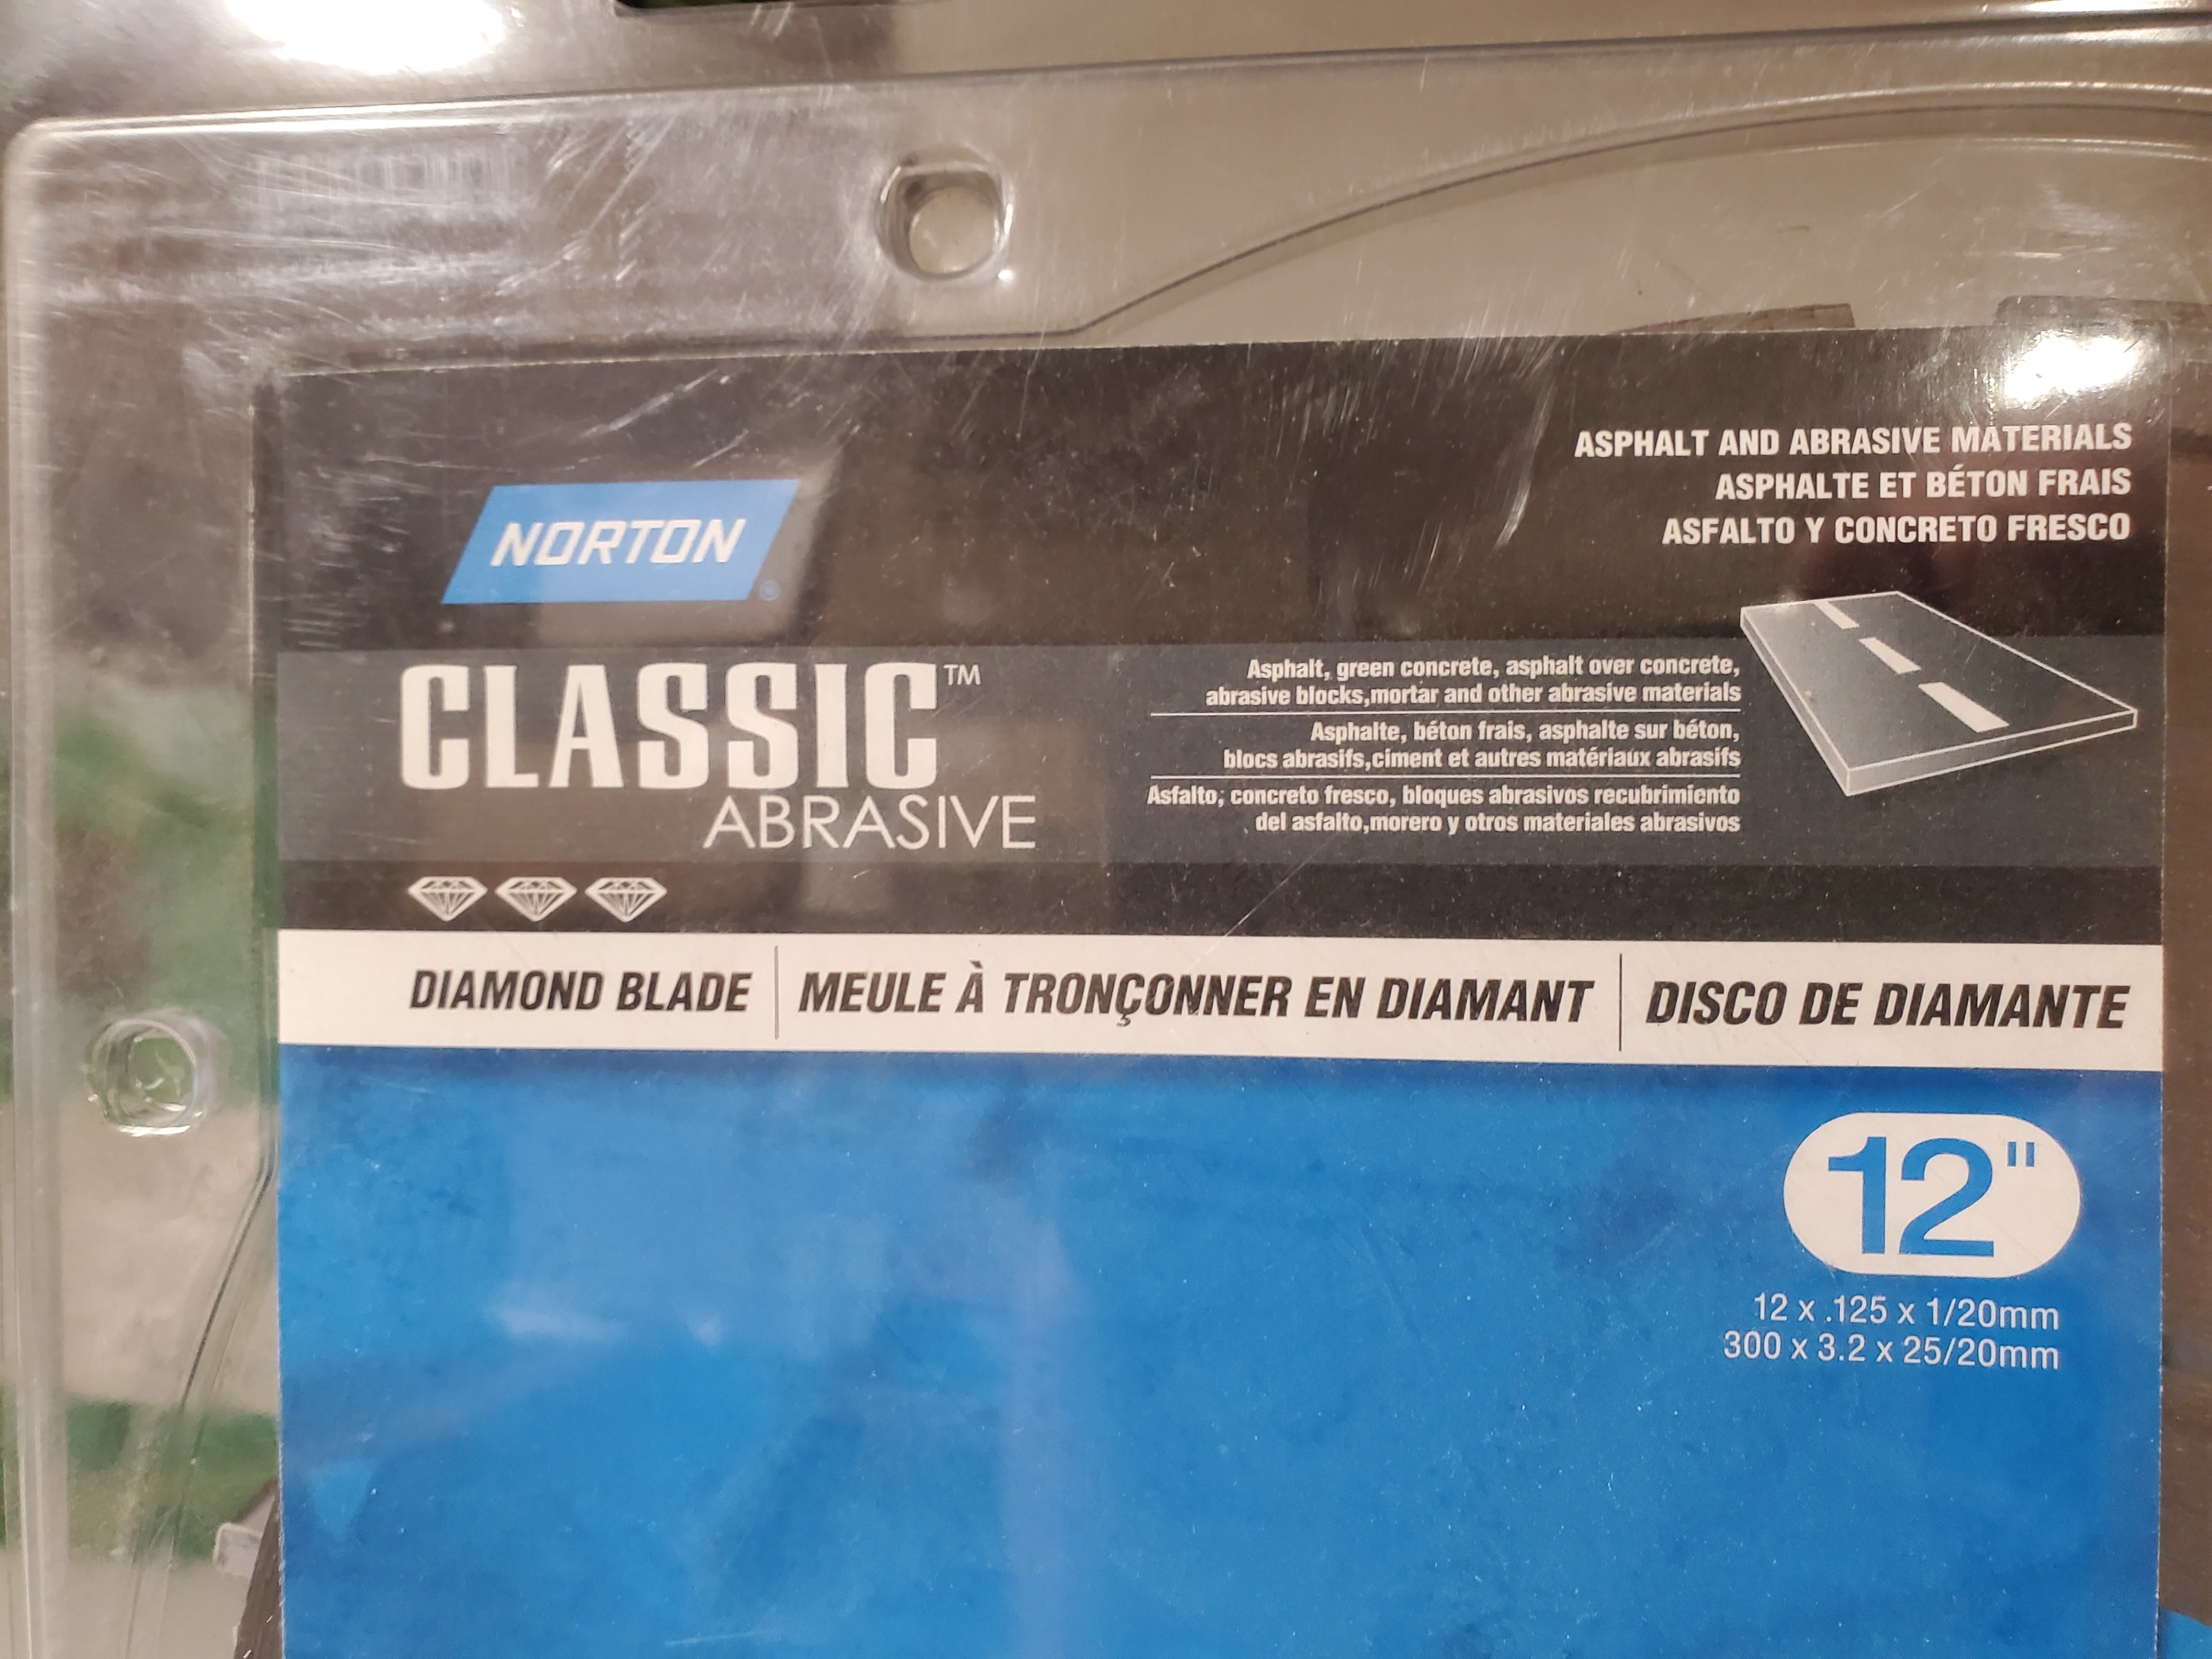 NORTON®
ASPHALT AND ABRASIVE MATERIALS
ASPHALTE ET BÉTON FRAIS
ASFALTO Y CONCRETO FRESCO
CLASSIC™
ABRASIVE
Asphalt, green concrete, asphalt over concrete,
abrasive blocks,mortar and other abrasive materials
Asphalte, béton frais, asphalte sur béton,
blocs abrasifs,ciment et autres matériaux abrasifs
Asfalto, concreto fresco, bloques abrasivos recubrimiento
del asfalto,morero y otros materiales abrasivos
DIAMOND BLADE | MEULE À TRONÇONNER EN DIAMANT | DISCO DE DIAMANTE
12"
12 x .125 x 1/20mm
300 x 3.2 x 25/20mm